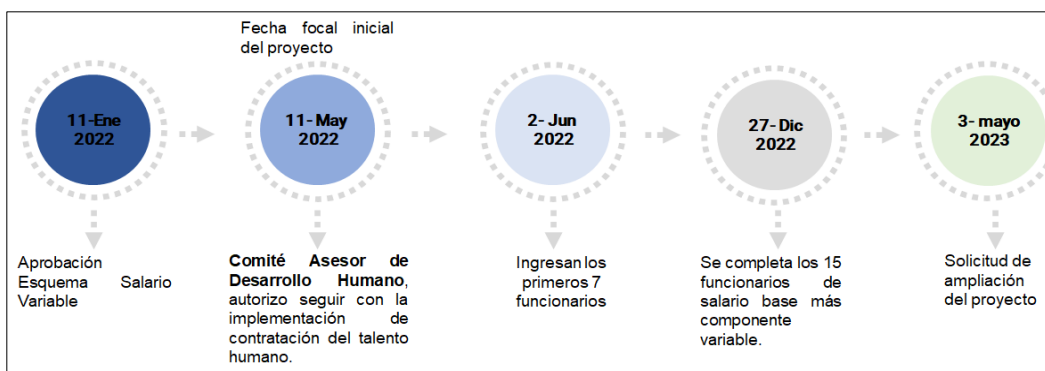 Fecha focal inicial
del proyecto
11-Ene
2022
11- May
2022
2- Jun
2022
27- Dic
2022
3- mayo
2023
Aprobación
Esquema Salario
Variable
Comité Asesor de
Desarrollo Humano,
autorizo seguir con la
implementación de
contratación del talento
humano.
Ingresan los
primeros 7
funcionarios
Se completa los 15
funcionarios de
salario base más
componente
variable.
Solicitud de
ampliación
del proyecto